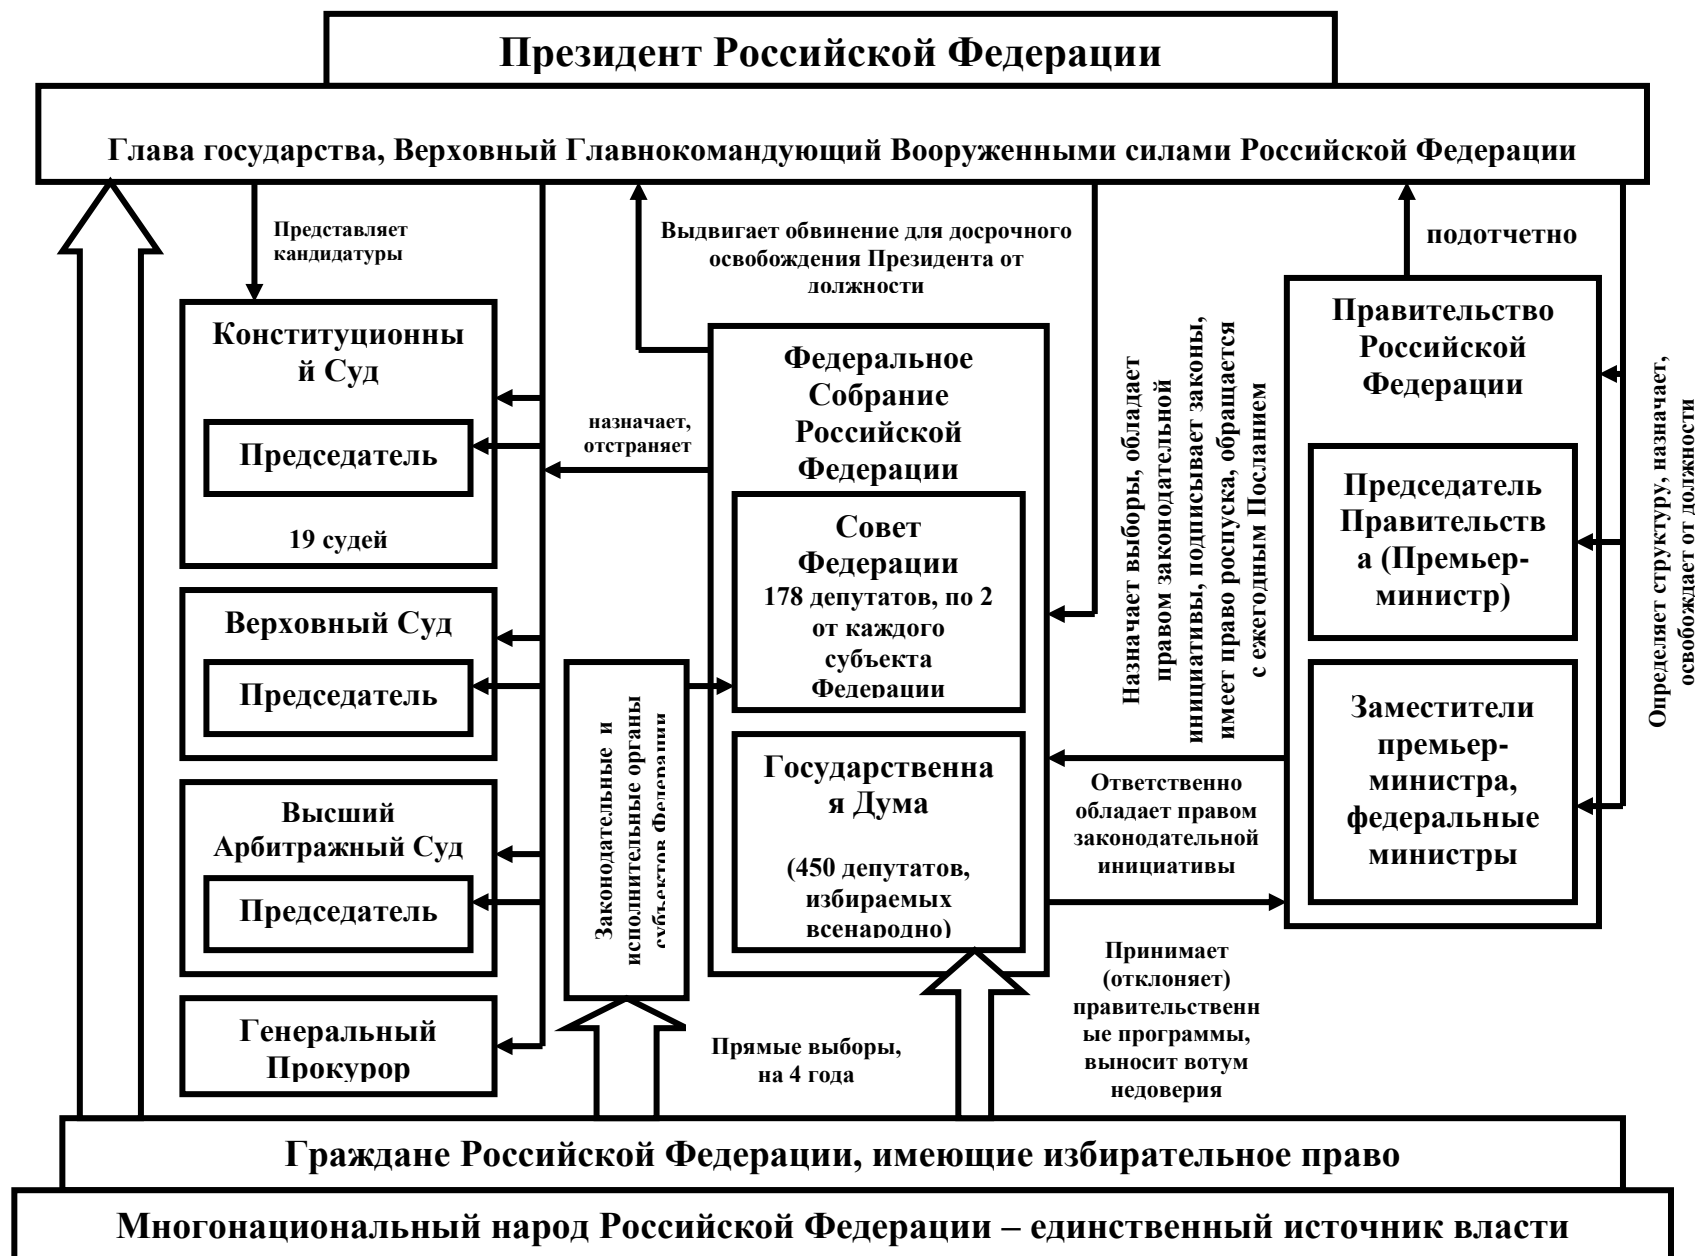 Президент Российской Федерации
Глава государства, Верховный Главнокомандующий Вооруженными силами Российской Федерации
Представляет
кандидатуры
Выдвигает обвинение для досрочного
освобождения Президента от
должности
подотчетно
Конституционны
й Суд
Председатель
19 судей
Верховный Суд
Председатель
Высший
Арбитражный Суд
Председатель
Генеральный
Прокурор
назначает,
отстраняет
Законодательные и
исполнительные органы
субъектов Федерации
Федеральное
Собрание
Российской
Федерации
Совет
Федерации
178 депутатов, по 2
от каждого
субъекта
Федерации
Государственна
я Дума
(450 депутатов,
избираемых
всенародно)
Назначает выборы, обладает
правом законодательной
инициативы, подписывает законы,
имеет право роспуска, обращается
с ежегодным Посланием
Ответственно
обладает правом
законодательной
инициативы
Принимает
(отклоняет)
правительственн
ые программы,
выносит вотум
недоверия
Правительство
Российской
Федерации
Председатель
Правительств
а (Премьер-
министр)
Заместители
премьер-
министра,
федеральные
министры
Определяет структуру, назначает,
освобождает от должности
Прямые выборы,
на 4 года
Граждане Российской Федерации, имеющие избирательное право
Многонациональный народ Российской Федерации – единственный источник власти